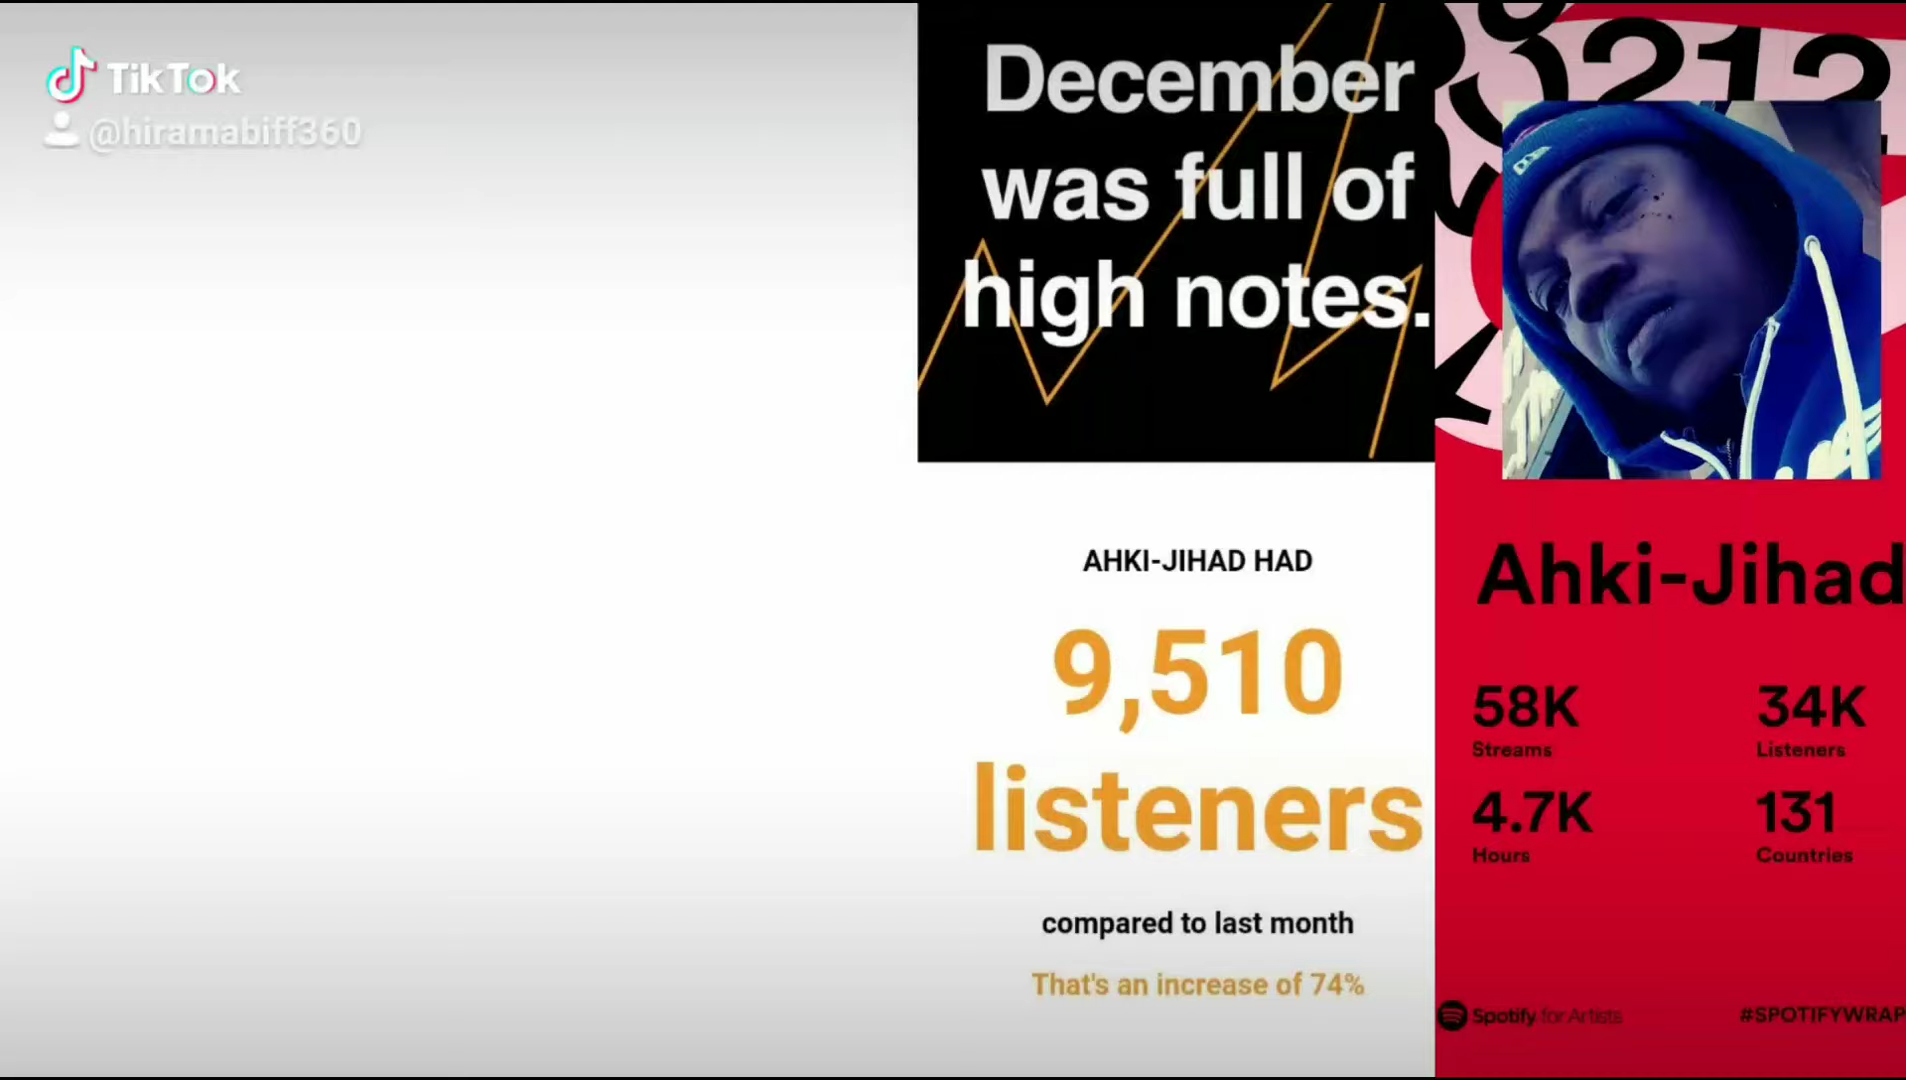 TikTok
@hiramabiff360
December
was full of
high notes.
AHKI-JIHAD HAD
9,510
listeners
compared to last month
That's an increase of 74%
3212
Ahki-Jihad
58K
Streams
34K
Listeners
4.7K
Hours
131
Countries
Spotify for Artists
#SPOTIFYWRAP